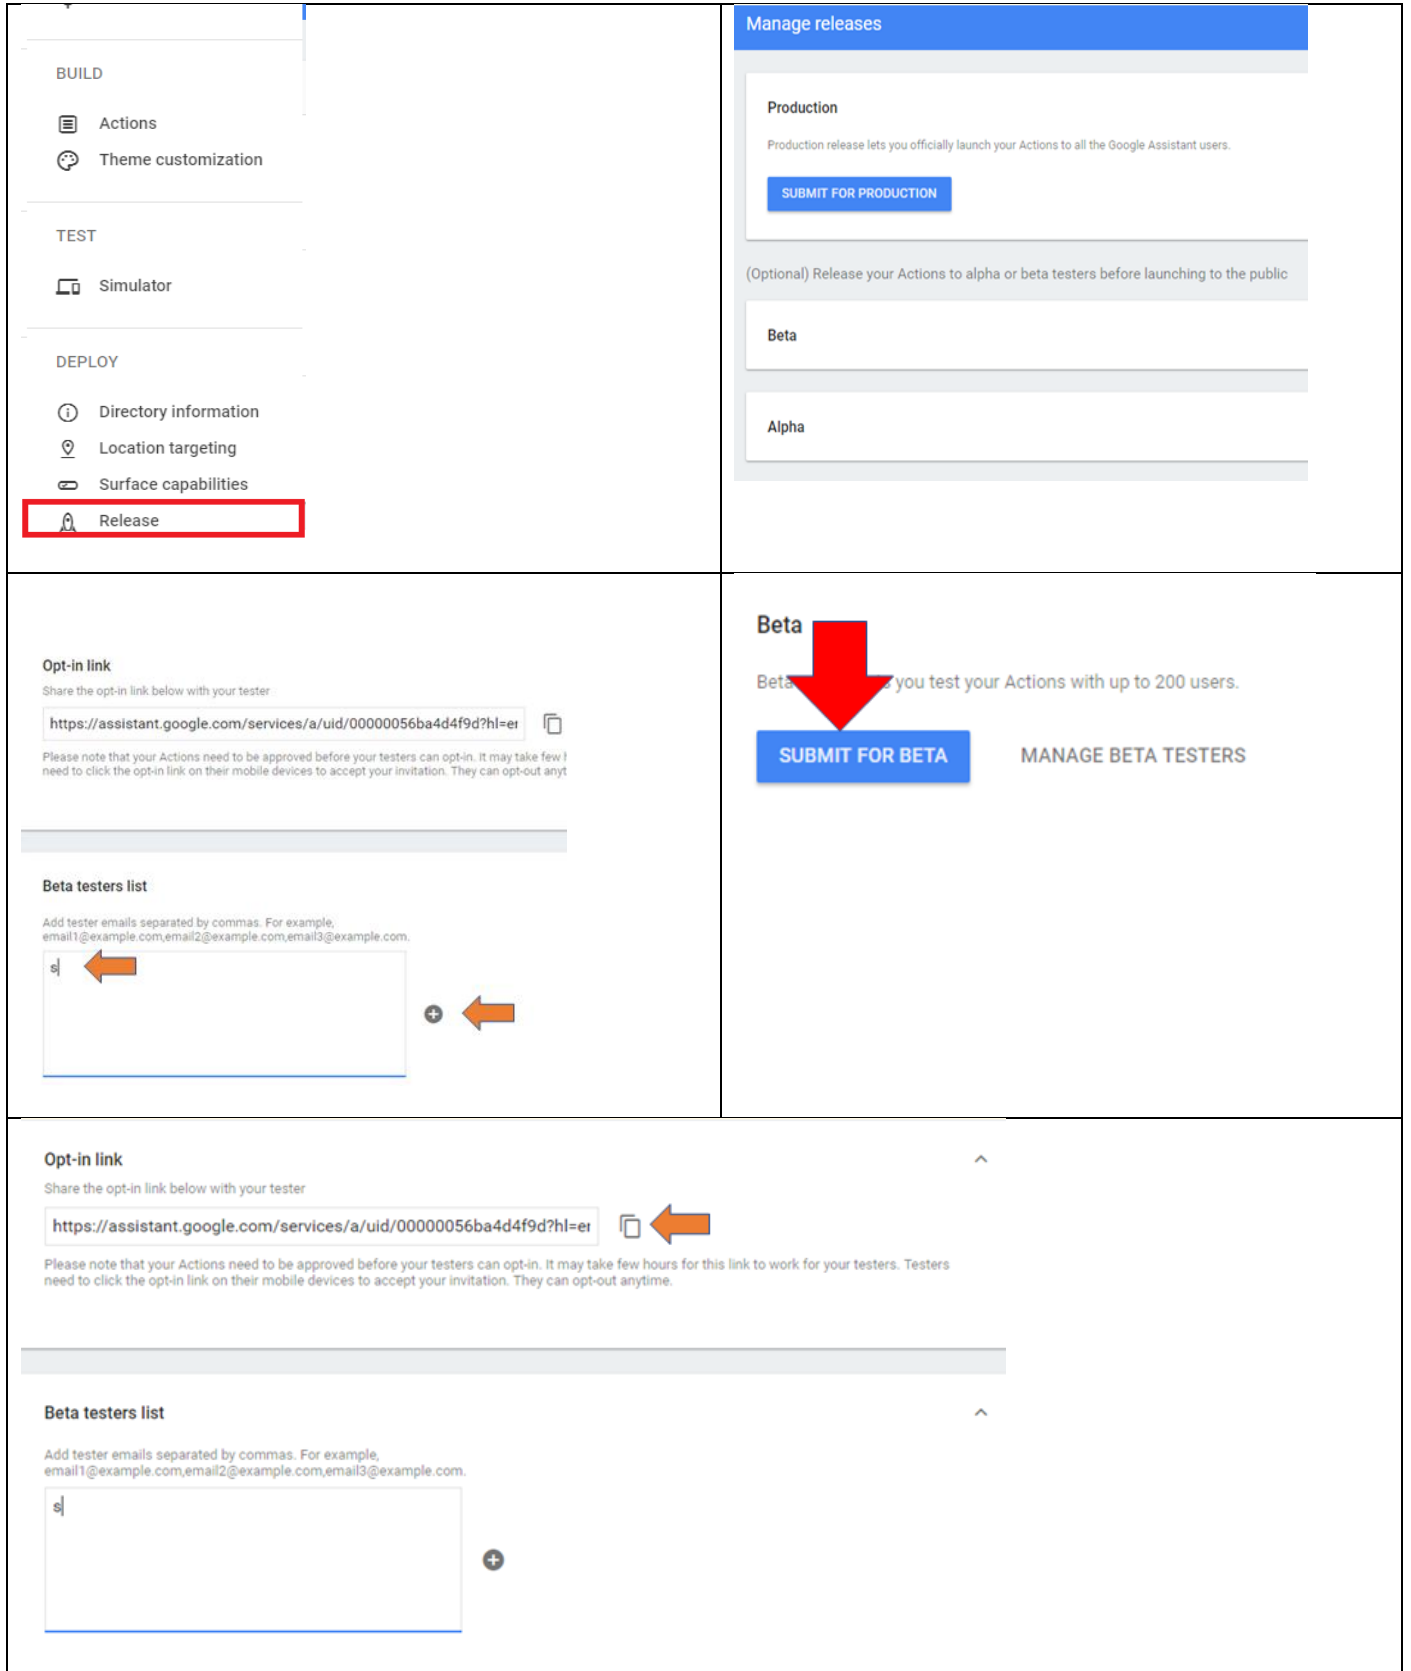 BUILD
Actions
Theme customization
TEST
Simulator
DEPLOY
Directory information
Location targeting
Surface capabilities
Release
Manage releases
Production
Production release lets you officially launch your Actions to all the Google Assistant users.
SUBMIT FOR PRODUCTION
(Optional) Release your Actions to alpha or beta testers before launching to the public
Beta
Alpha
Opt-in link
Share the opt-in link below with your tester
https://assistant.google.com/services/a/uid/00000056ba4d4f9d?hl=er
Please note that your Actions need to be approved before your testers can opt-in. It may take few
need to click the opt-in link on their mobile devices to accept your invitation. They can opt-out anyt
Beta testers list
Add tester emails separated by commas. For example,
email1@example.com,email2@example.com,email3@example.com.
s
Beta
Beta you test your Actions with up to 200 users.
SUBMIT FOR BETA
MANAGE BETA TESTERS
Opt-in link
Share the opt-in link below with your tester
https://assistant.google.com/services/a/uid/00000056ba4d4f9d?hl=er
Please note that your Actions need to be approved before your testers can opt-in. It may take few hours for this link to work for your testers. Testers
need to click the opt-in link on their mobile devices to accept your invitation. They can opt-out anytime.
Beta testers list
Add tester emails separated by commas. For example,
email1@example.com,email2@example.com,email3@example.com.
s